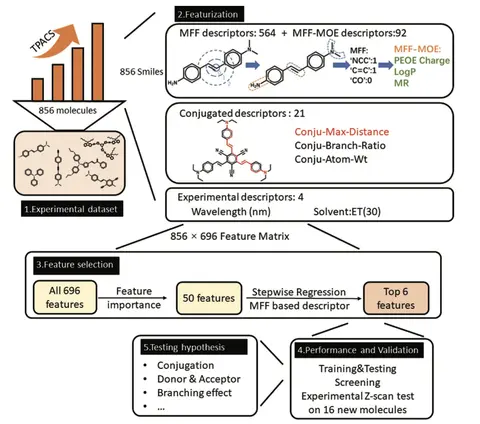 TPACS
856 molecules
1.Experimental dataset
856 Smiles
2.Featurization
MFF descriptors: 564 + MFF-MOE descriptors:92
H₂N
N
H₂N
N
MFF:
'NCC':1
'C=C':1
'CO':0
MFF-MOE:
PEOE Charge
LogP
MR
Conjugated descriptors : 21
Conju-Max-Distance
Conju-Branch-Ratio
Conju-Atom-Wt
Experimental descriptors: 4
Wavelength (nm) Solvent:ET(30)
856 × 696 Feature Matrix
3.Feature selection
All 696
features
Feature
importance
50 features
Stepwise Regression
MFF based descriptor
Top 6
features
5.Testing hypothesis
• Conjugation
• Donor & Acceptor
• Branching effect
• ...
4.Performance and Validation
Training&Testing
Screening
Experimental Z-scan test
on 16 new molecules